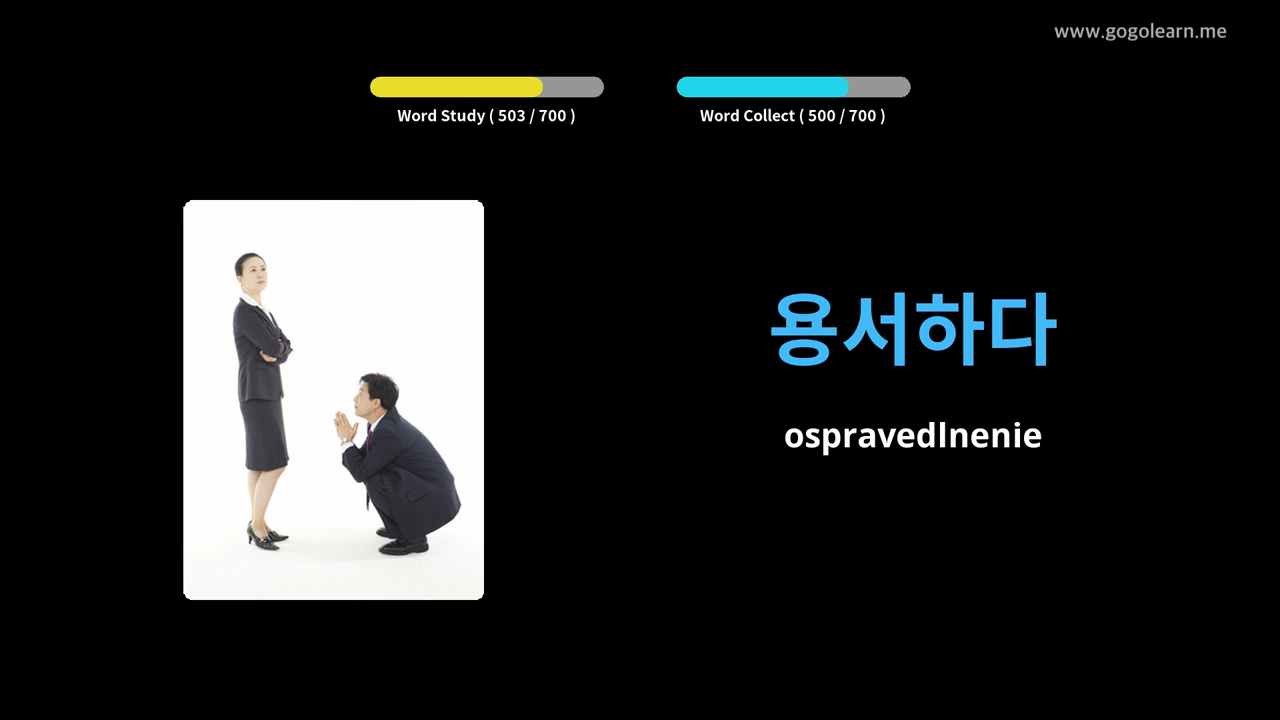 www.gogolearn.me
Word Study ( 503 / 700 )
Word Collect ( 500 / 700 )
용서하다
ospravedlnenie